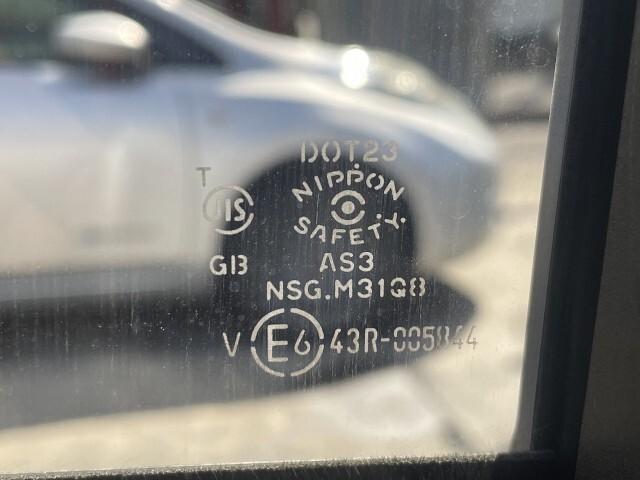 DOT23
T
JIS
NIPPON
SAFETY
GB
AS3
NSG.M31Q8
V E6 43R-005844